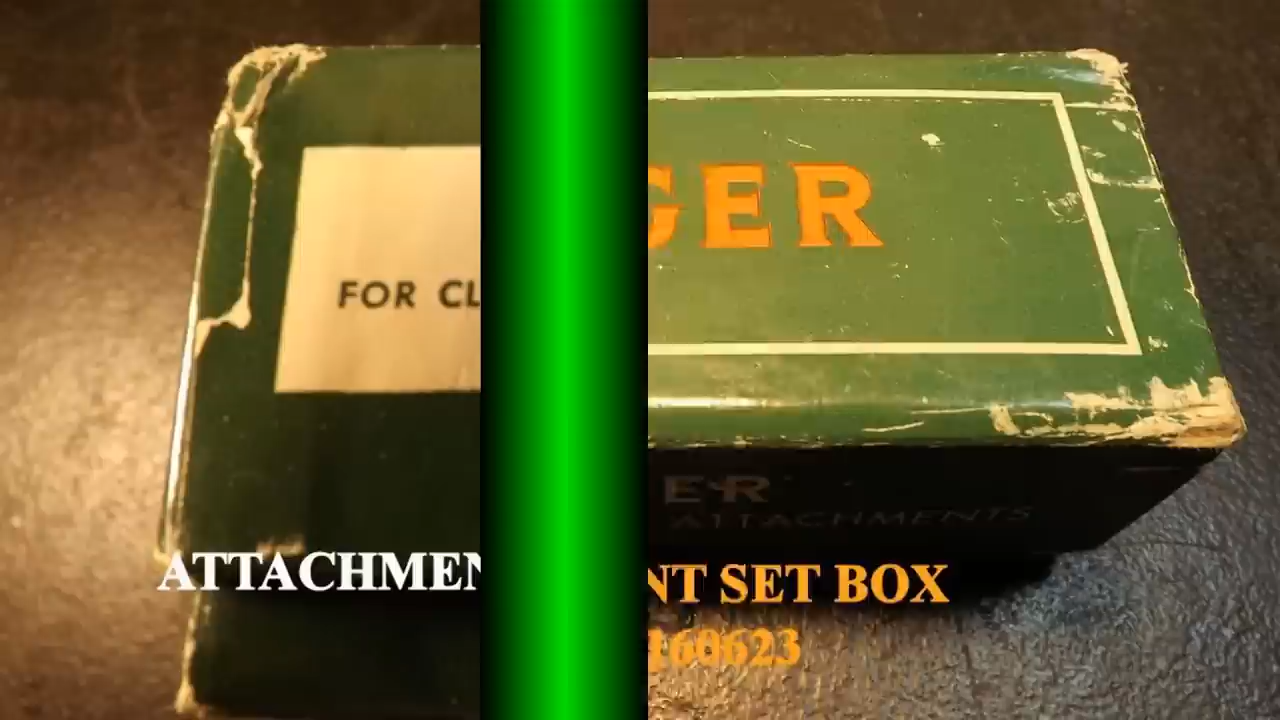 FOR CL
GER
ER
ATTACHMENTS
ATTACHMEN
NT SET BOX
160623